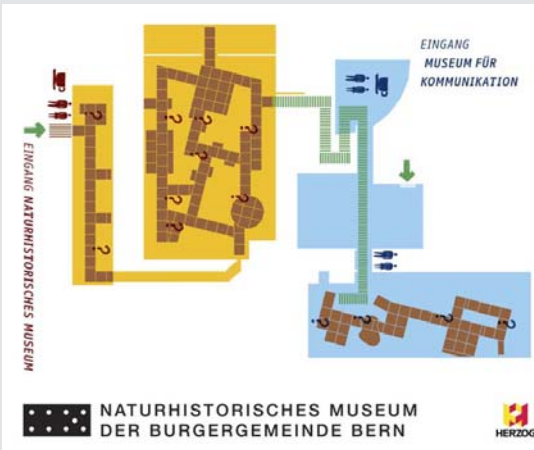 EINGANG
MUSEUM FÜR
KOMMUNIKATION
EINGANG NATURHISTORISCHES MUSEUM
?
?
?
?
?
?
?
?
?
?
?
?
?
NATURHISTORISCHES MUSEUM
DER BURGERGEMEINDE BERN
HERZOG